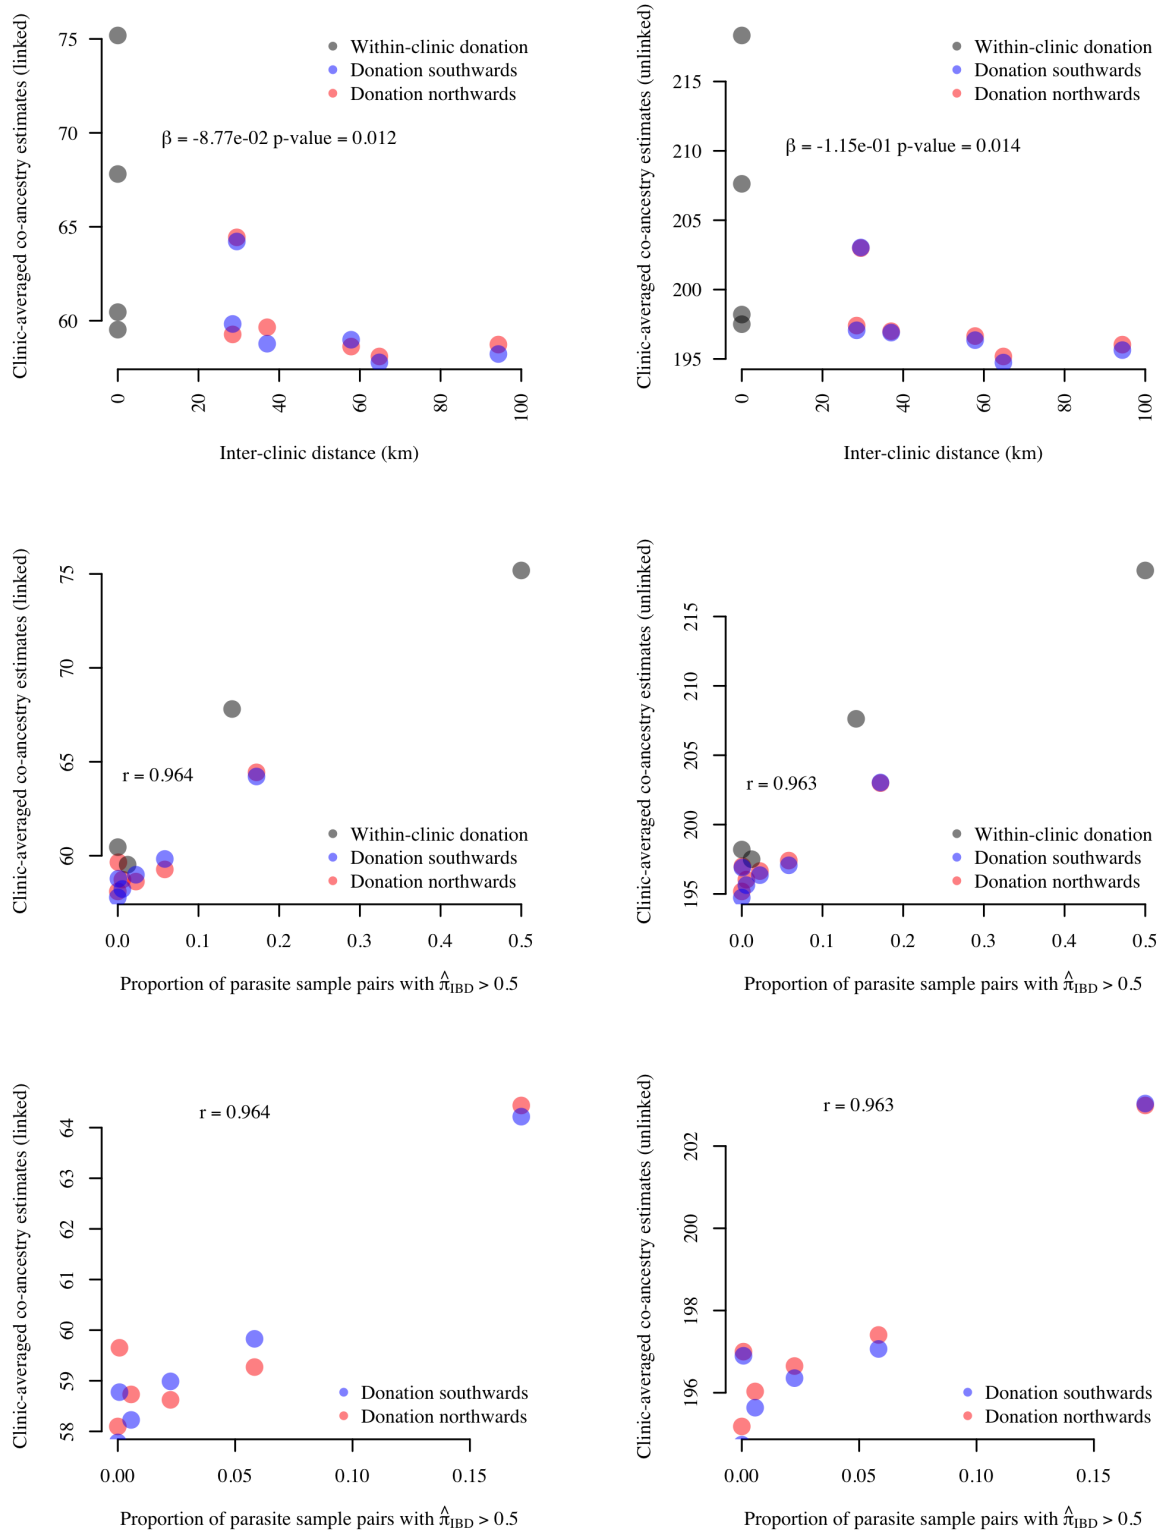 Clinic-averaged co-ancestry estimates (linked)
75
70
65
60
Within-clinic donation
Donation southwards
Donation northwards
β = -8.77e-02 p-value = 0.012
0
20
40
60
80
100
Inter-clinic distance (km)
Clinic-averaged co-ancestry estimates (unlinked)
215
210
205
200
195
Within-clinic donation
Donation southwards
Donation northwards
β = -1.15e-01 p-value = 0.014
0
20
40
60
80
100
Inter-clinic distance (km)
Clinic-averaged co-ancestry estimates (linked)
75
70
65
60
r = 0.964
Within-clinic donation
Donation southwards
Donation northwards
0.0
0.1
0.2
0.3
0.4
0.5
Proportion of parasite sample pairs with π̂IBD > 0.5
Clinic-averaged co-ancestry estimates (unlinked)
215
210
205
200
195
r = 0.963
Within-clinic donation
Donation southwards
Donation northwards
0.0
0.1
0.2
0.3
0.4
0.5
Proportion of parasite sample pairs with π̂IBD > 0.5
Clinic-averaged co-ancestry estimates (linked)
64
63
62
61
60
59
58
r = 0.964
Donation southwards
Donation northwards
0.00
0.05
0.10
0.15
Proportion of parasite sample pairs with π̂IBD > 0.5
Clinic-averaged co-ancestry estimates (unlinked)
202
200
198
196
r = 0.963
Donation southwards
Donation northwards
0.00
0.05
0.10
0.15
Proportion of parasite sample pairs with π̂IBD > 0.5